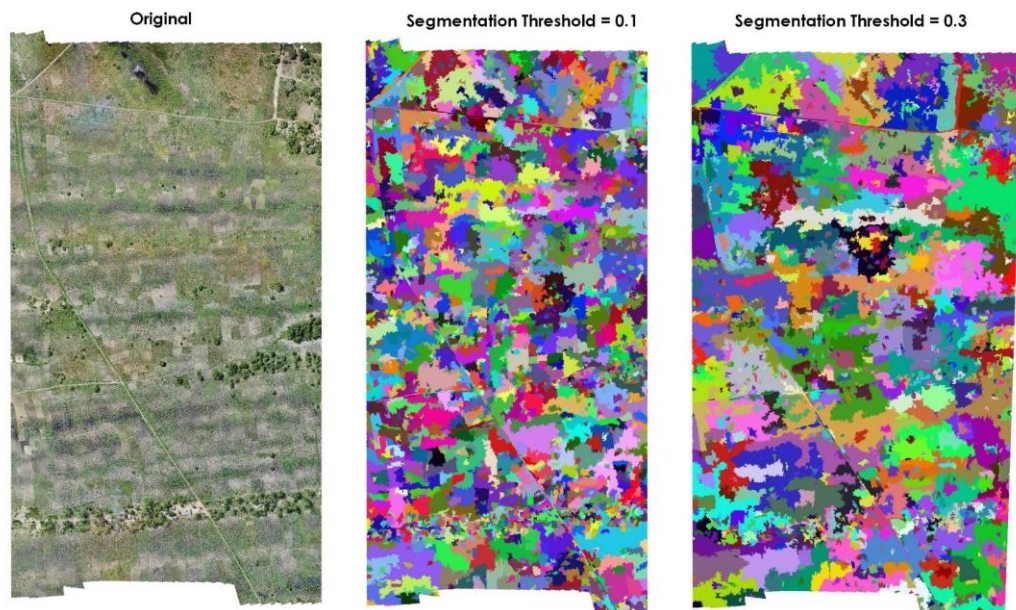 Original
Segmentation Threshold = 0.1
Segmentation Threshold = 0.3